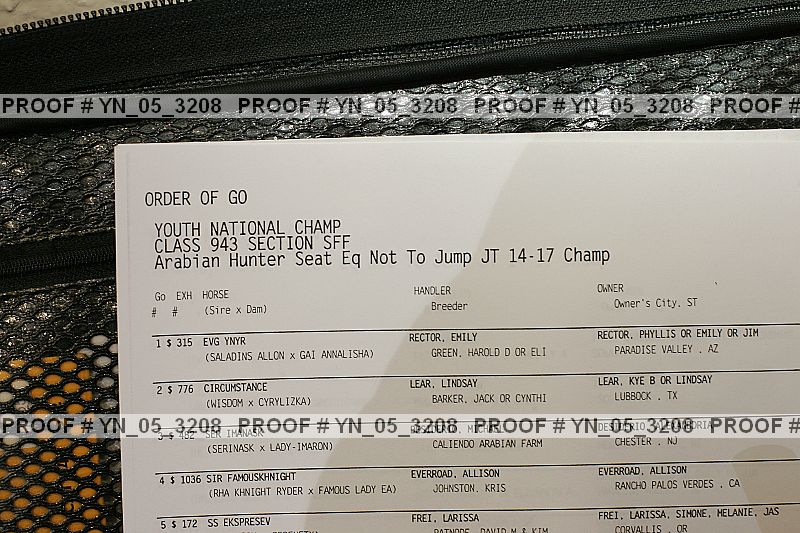 PROOF # YN_05_3208 PROOF # YN_05_3208 PROOF # YN_05_3208
ORDER OF GO
YOUTH NATIONAL CHAMP
CLASS 943 SECTION SFF
Arabian Hunter Seat Eq Not To Jump JT 14-17 Champ
Go EXH HORSE HANDLER OWNER
# # (Sire x Dam) Breeder Owner's City, ST
1 $ 315 EVG YNYR RECTOR, EMILY RECTOR, PHYLLIS OR EMILY OR JIM
(SALADINS ALLON x GAI ANNALISHA) GREEN, HAROLD D OR ELI PARADISE VALLEY , AZ
2 $ 776 CIRCUMSTANCE LEAR, LINDSAY LEAR, KYE B OR LINDSAY
(WISDOM x CYRYLIZKA) BARKER, JACK OR CYNTHI LUBBOCK , TX
PROOF # YN_05_3208 PROOF # YN_05_3208 PROOF # YN_05_3208
3 $ 482 SER IMANASK
(SERINASK x LADY-IMARON) CALIENDO ARABIAN FARM CHESTER , NJ
4 $ 1036 SIR FAMOUSKHNIGHT EVERROAD, ALLISON EVERROAD, ALLISON
(RHA KHNIGHT RYDER x FAMOUS LADY EA) JOHNSTON, KRIS RANCHO PALOS VERDES , CA
5 $ 172 SS EKSPRESEV FREI, LARISSA FREI, LARISSA, SIMONE, MELANIE, JAS
CORVALLIS , OR